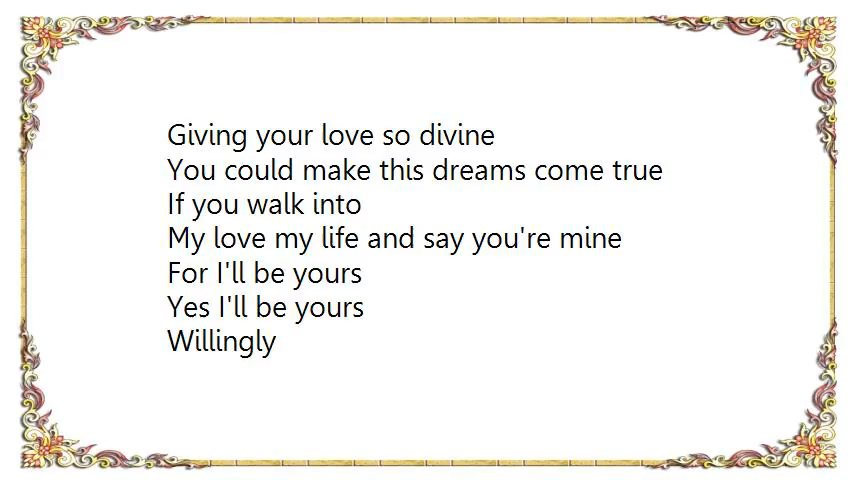 Giving your love so divine
You could make this dreams come true
If you walk into
My love my life and say you're mine
For I'll be yours
Yes I'll be yours
Willingly